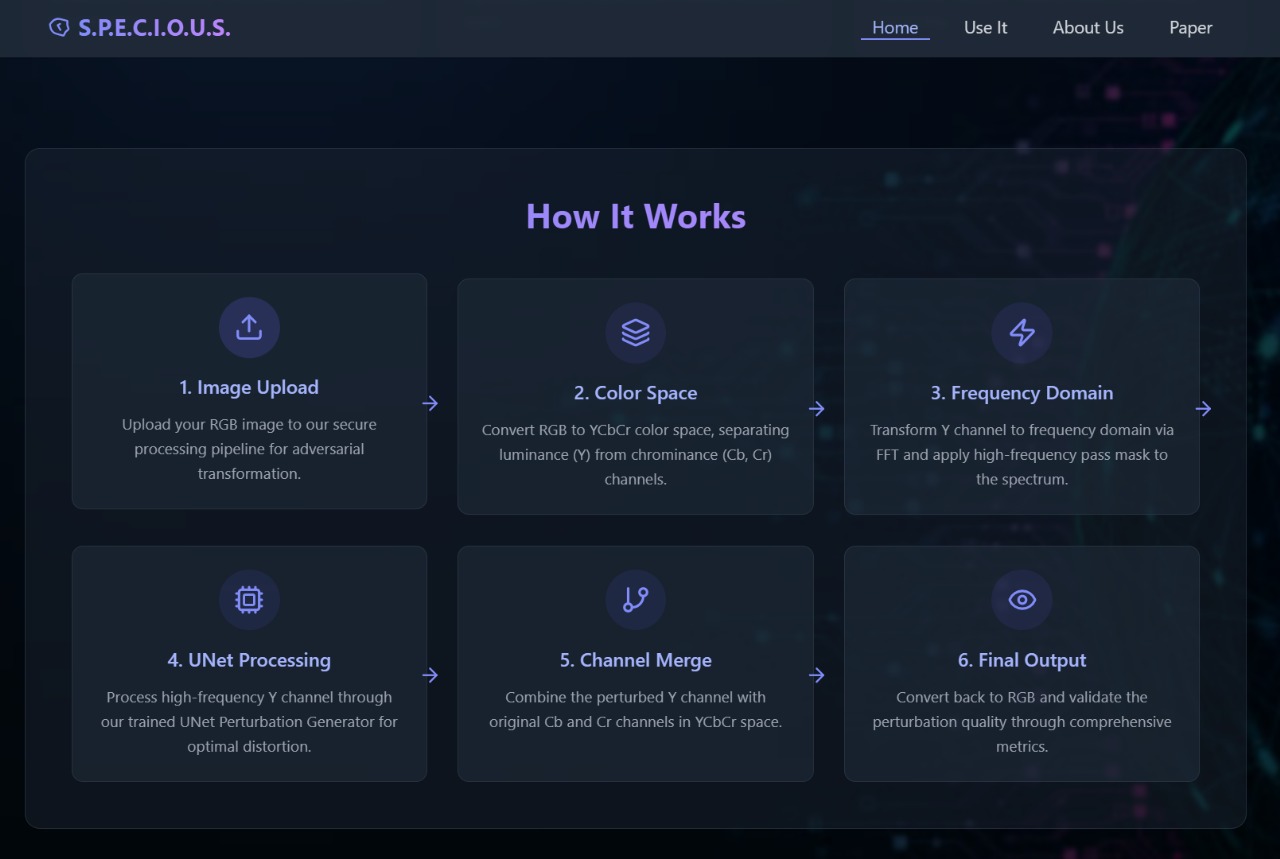 S.P.E.C.I.O.U.S.
Home
Use It
About Us
Paper
How It Works
1. Image Upload
Upload your RGB image to our secure
processing pipeline for adversarial
transformation.
2. Color Space
Convert RGB to YCbCr color space, separating
luminance (Y) from chrominance (Cb, Cr)
channels.
3. Frequency Domain
Transform Y channel to frequency domain via
FFT and apply high-frequency pass mask to
the spectrum.
4. UNet Processing
Process high-frequency Y channel through
our trained UNet Perturbation Generator for
optimal distortion.
5. Channel Merge
Combine the perturbed Y channel with
original Cb and Cr channels in YCbCr space.
6. Final Output
Convert back to RGB and validate the
perturbation quality through comprehensive
metrics.